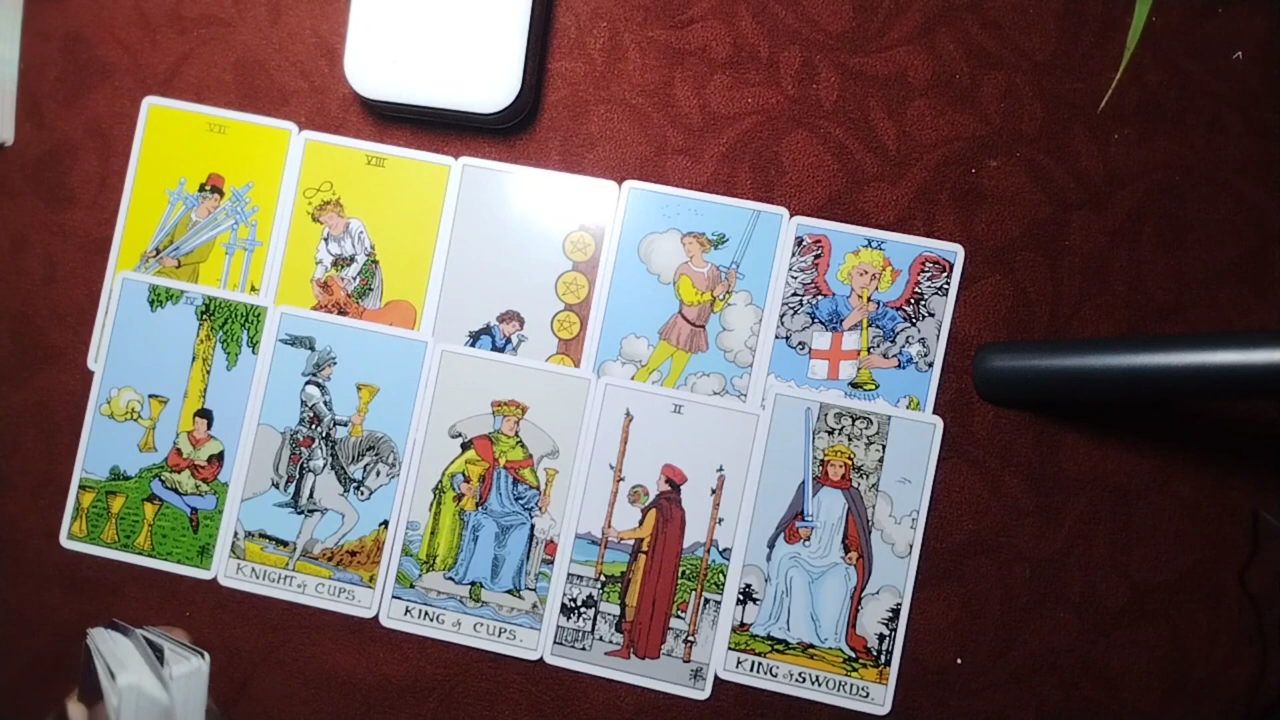 VII
VIII
XX
IV
KNIGHT of CUPS.
KING of CUPS.
II
KING of SWORDS.